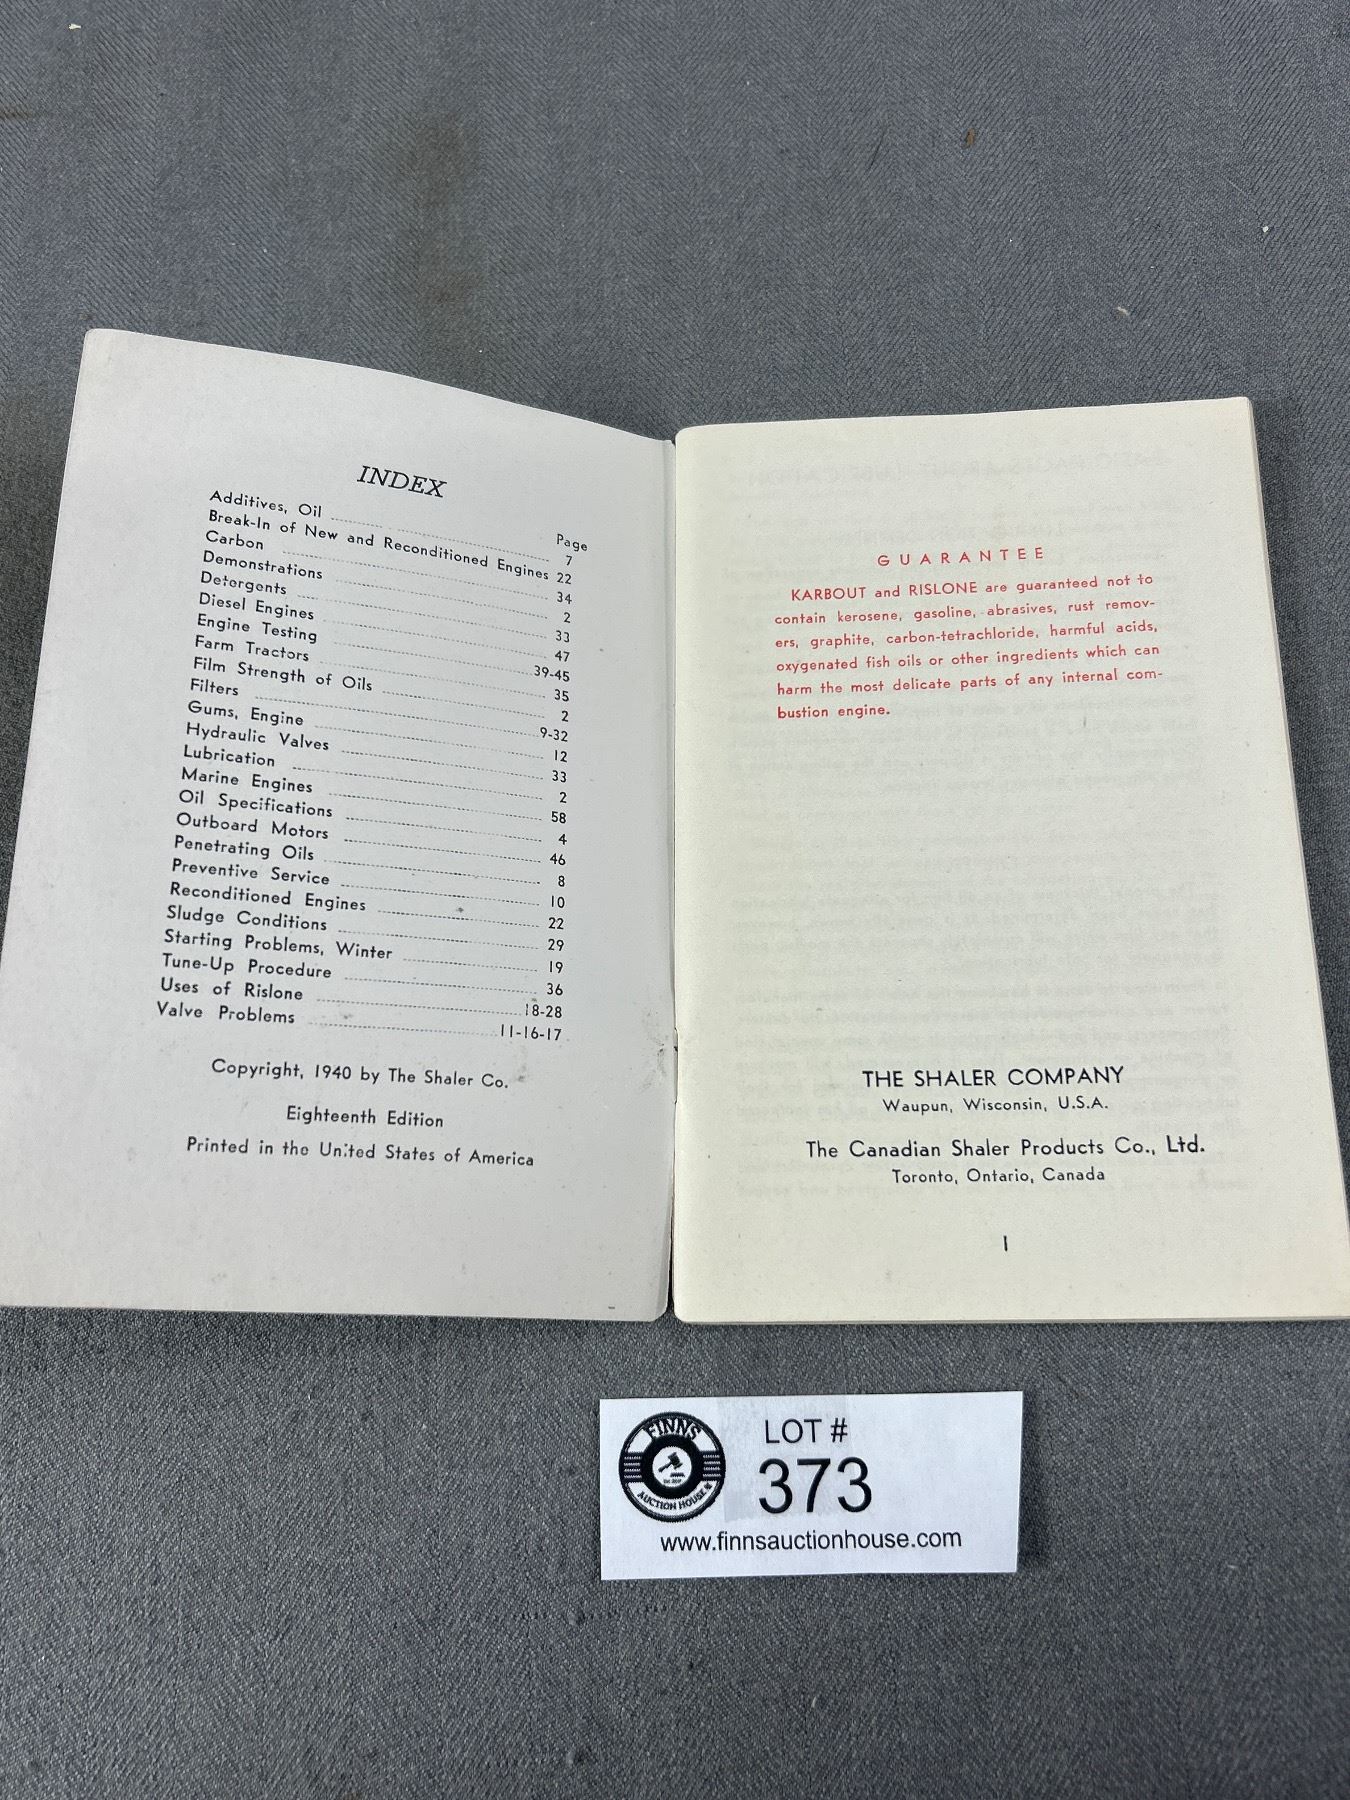 INDEX
Page
Additives, Oil 7
Break-In of New and Reconditioned Engines 22
Carbon 34
Demonstrations 2
Detergents 33
Diesel Engines 47
Engine Testing 39-45
Farm Tractors 35
Film Strength of Oils 2
Filters 9-32
Gums, Engine 12
Hydraulic Valves 33
Lubrication 2
Marine Engines 58
Oil Specifications 4
Outboard Motors 46
Penetrating Oils 8
Preventive Service 10
Reconditioned Engines 22
Sludge Conditions 29
Starting Problems, Winter 19
Tune-Up Procedure 36
Uses of Rislone 18-28
Valve Problems 11-16-17
Copyright, 1940 by The Shaler Co.
Eighteenth Edition
Printed in the United States of America
GUARANTEE
KARBOUT and RISLONE are guaranteed not to
contain kerosene, gasoline, abrasives, rust remov-
ers, graphite, carbon-tetrachloride, harmful acids,
oxygenated fish oils or other ingredients which can
harm the most delicate parts of any internal com-
bustion engine.
THE SHALER COMPANY
Waupun, Wisconsin, U.S.A.
The Canadian Shaler Products Co., Ltd.
Toronto, Ontario, Canada
1
FINNS
AUCTION HOUSE
LOT #
373
www.finnsauctionhouse.com